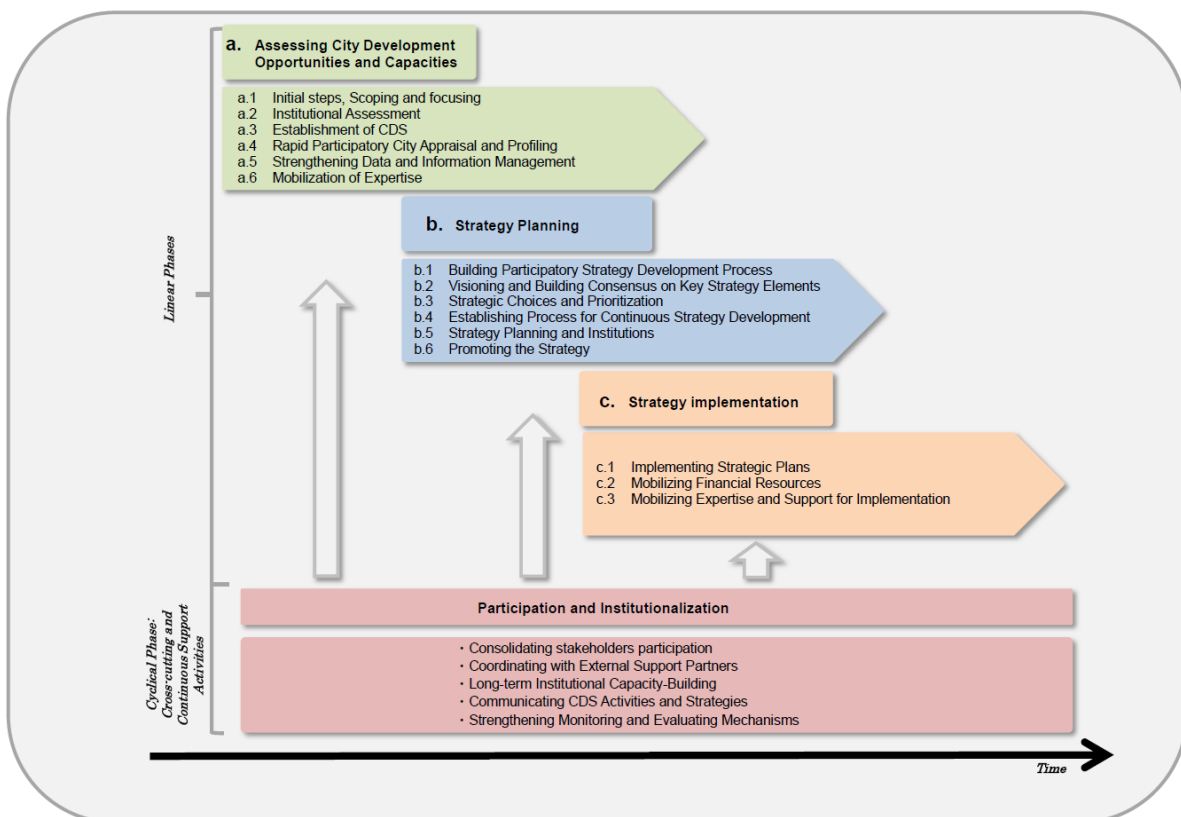 a. Assessing City Development
Opportunities and Capacities
a.1 Initial steps, Scoping and focusing
a.2 Institutional Assessment
a.3 Establishment of CDS
a.4 Rapid Participatory City Appraisal and Profiling
a.5 Strengthening Data and Information Management
a.6 Mobilization of Expertise
b. Strategy Planning
b.1 Building Participatory Strategy Development Process
b.2 Visioning and Building Consensus on Key Strategy Elements
b.3 Strategic Choices and Prioritization
b.4 Establishing Process for Continuous Strategy Development
b.5 Strategy Planning and Institutions
b.6 Promoting the Strategy
c. Strategy implementation
c.1 Implementing Strategic Plans
c.2 Mobilizing Financial Resources
c.3 Mobilizing Expertise and Support for Implementation
Linear Phases
Participation and Institutionalization
・Consolidating stakeholders participation
・Coordinating with External Support Partners
・Long-term Institutional Capacity-Building
・Communicating CDS Activities and Strategies
・Strengthening Monitoring and Evaluating Mechanisms
Cyclical Phase:
Cross-cutting and
Continuous Support
Activities
Time